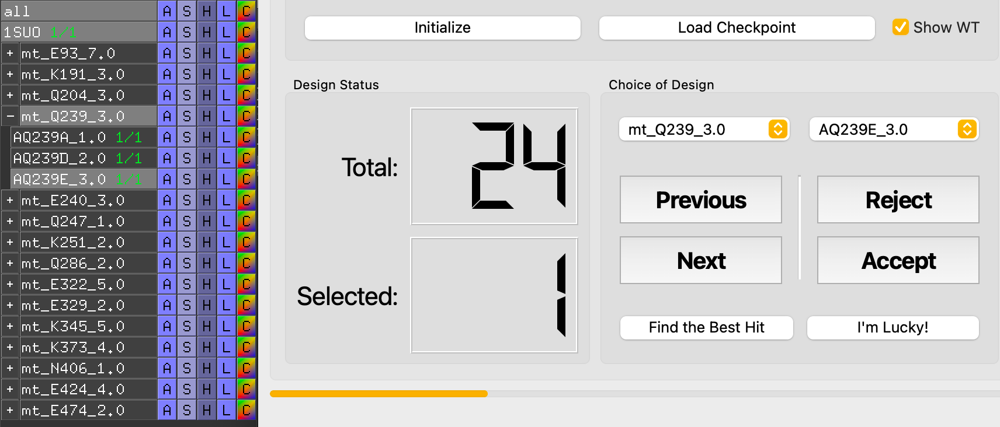 all A S H L C
1SUO 1/1 A S H L C
+ mt_E93_7.0 A S H L C
+ mt_K191_3.0 A S H L C
+ mt_Q204_3.0 A S H L C
- mt_Q239_3.0 A S H L C
AQ239A_1.0 1/1 A S H L C
AQ239D_2.0 1/1 A S H L C
AQ239E_3.0 1/1 A S H L C
+ mt_E240_3.0 A S H L C
+ mt_Q247_1.0 A S H L C
+ mt_K251_2.0 A S H L C
+ mt_Q286_2.0 A S H L C
+ mt_E322_5.0 A S H L C
+ mt_E329_2.0 A S H L C
+ mt_K345_5.0 A S H L C
+ mt_K373_4.0 A S H L C
+ mt_N406_1.0 A S H L C
+ mt_E424_4.0 A S H L C
+ mt_E474_2.0 A S H L C
Initialize
Load Checkpoint
Show WT
Design Status
Total: 24
Selected: 1
Choice of Design
mt_Q239_3.0
AQ239E_3.0
Previous
Reject
Next
Accept
Find the Best Hit
I'm Lucky!